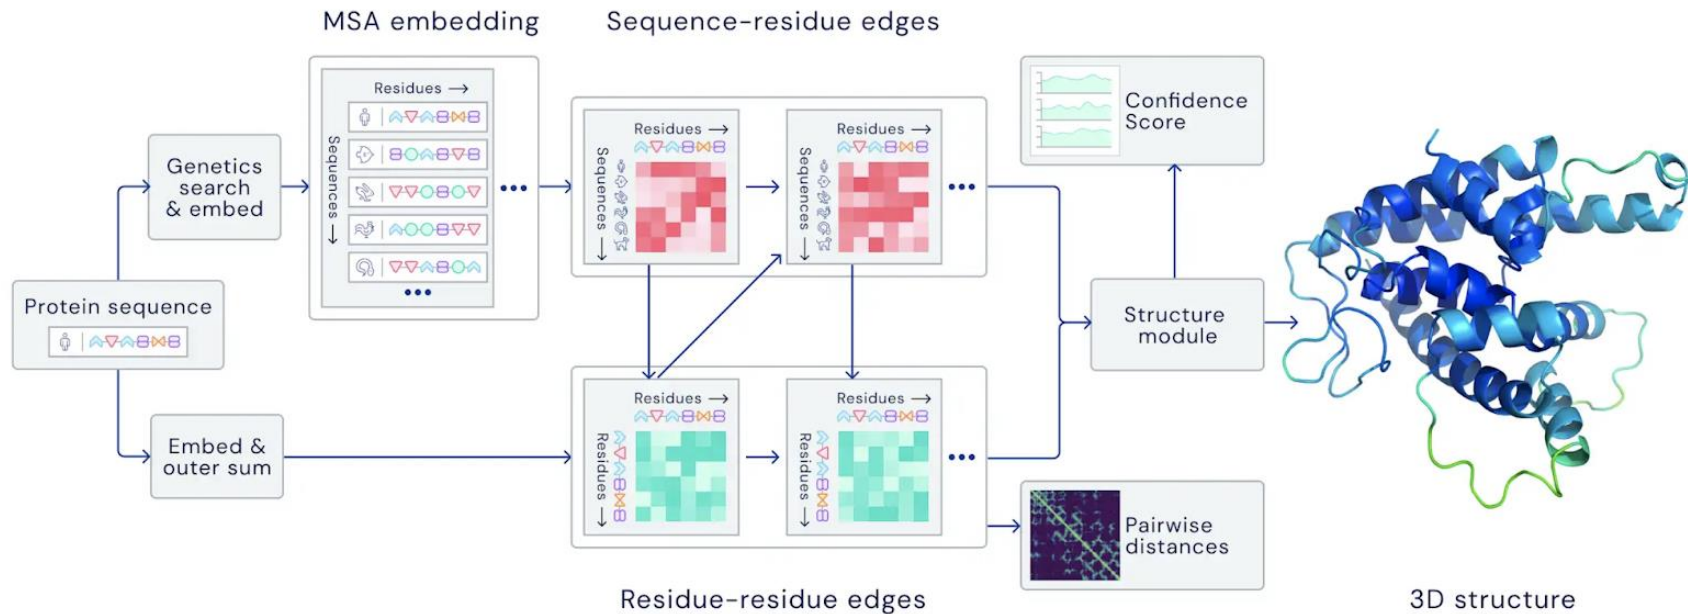 MSA embedding
Sequence-residue edges
Residues →
Sequences →
Genetics
search
& embed
Protein sequence
Embed &
outer sum
Residues →
Sequences →
Residues →
Sequences →
Residues →
Residues →
Residues →
Residues →
Confidence
Score
Structure
module
Pairwise
distances
Residue-residue edges
3D structure